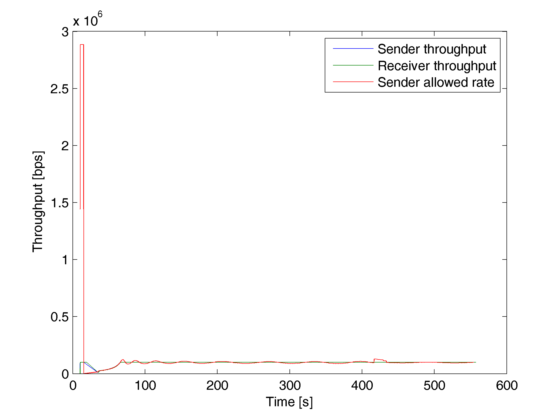 x 10^6
3
2.5
2
1.5
1
0.5
0
Throughput [bps]
Sender throughput
Receiver throughput
Sender allowed rate
0 100 200 300 400 500 600
Time [s]